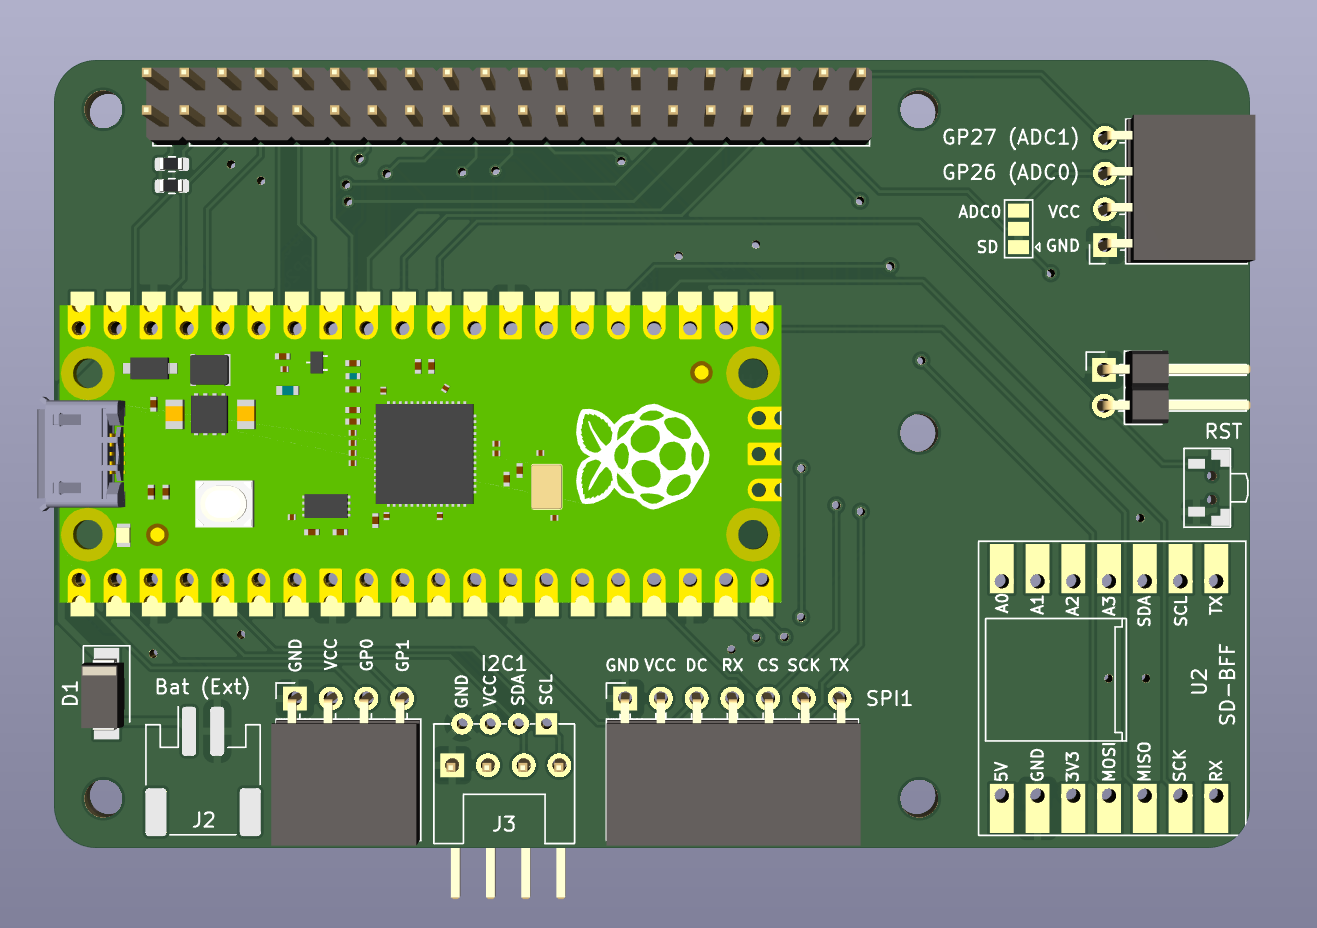 GP27 (ADC1)
GP26 (ADC0)
ADC0 VCC
SD GND
RST
A0 A1 A2 A3 SDA SCL TX
U2
SD-BFF
5V GND 3V3 MOSI MISO SCK RX
D1
Bat (Ext)
J2
GND VCC GP0 GP1
I2C1
GND VCC SDA1 SCL
J3
GND VCC DC RX CS SCK TX
SPI1